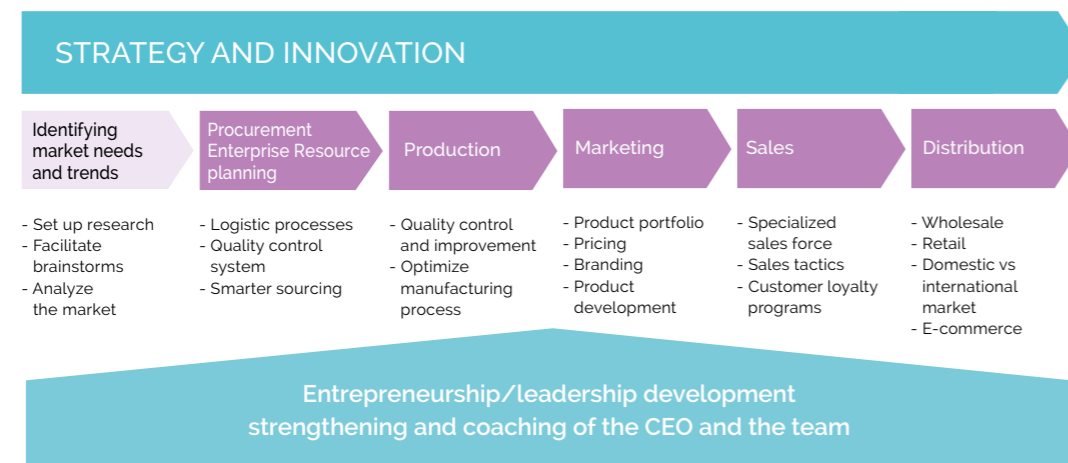 STRATEGY AND INNOVATION
Identifying
market needs
and trends
Procurement
Enterprise Resource
planning
Production
Marketing
Sales
Distribution
- Set up research
- Facilitate
brainstorms
- Analyze
the market
- Logistic processes
- Quality control
system
- Smarter sourcing
- Quality control
and improvement
- Optimize
manufacturing
process
- Product portfolio
- Pricing
- Branding
- Product
development
- Specialized
sales force
- Sales tactics
- Customer loyalty
programs
- Wholesale
- Retail
- Domestic vs
international
market
- E-commerce
Entrepreneurship/leadership development
strengthening and coaching of the CEO and the team